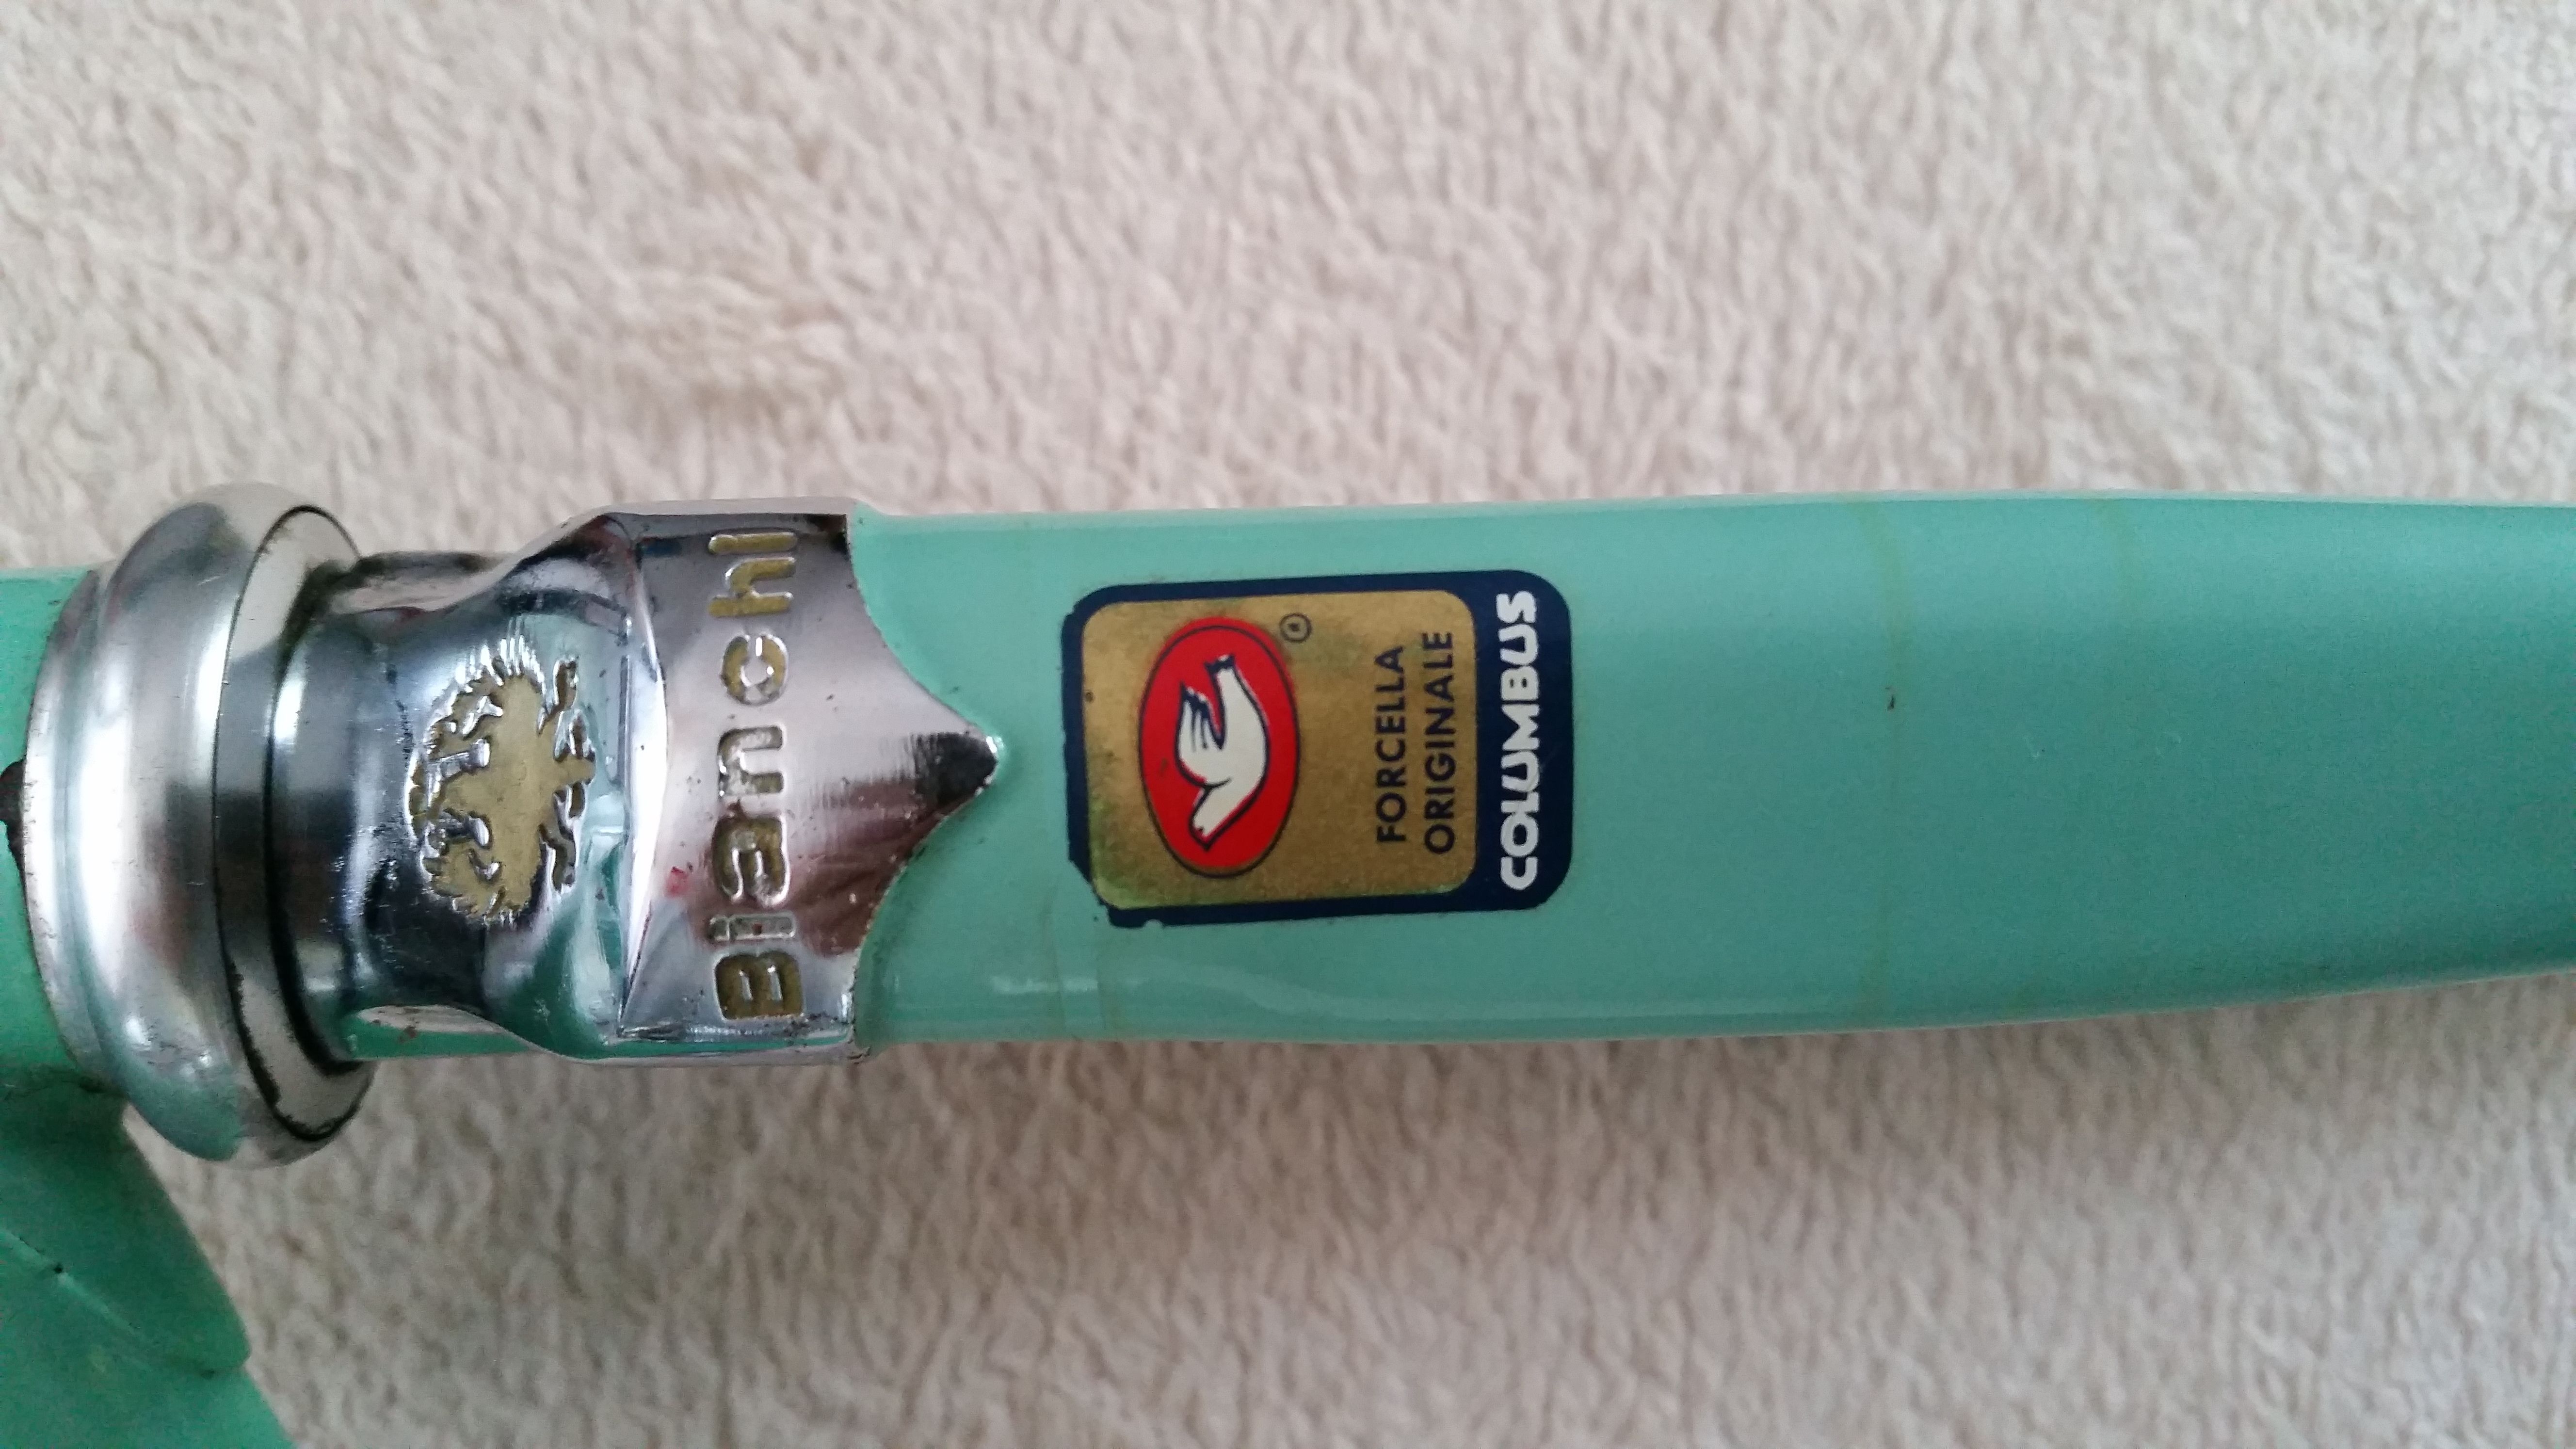 Bianchi
®
FORCELLA
ORIGINALE
COLUMBUS